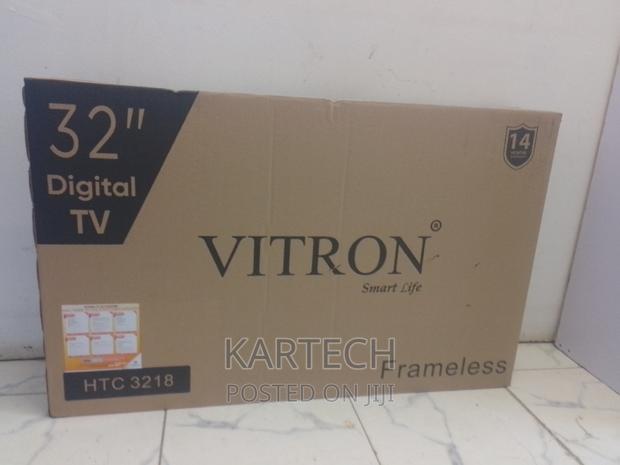 32"
Digital
TV
14
VITRON®
Smart Life
KARTECH
POSTED ON JIJI
Frameless
HTC 3218